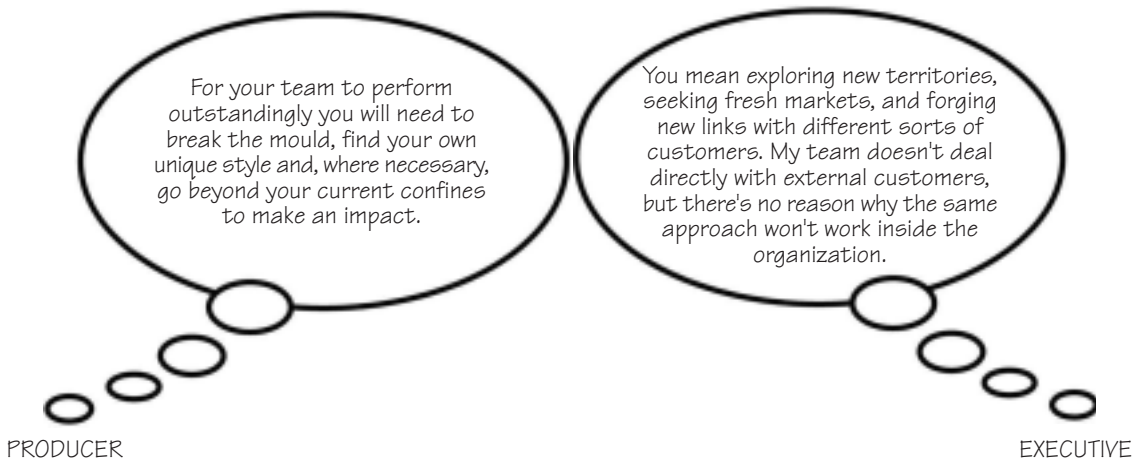 For your team to perform
outstandingly you will need to
break the mould, find your own
unique style and, where necessary,
go beyond your current confines
to make an impact.
You mean exploring new territories,
seeking fresh markets, and forging
new links with different sorts of
customers. My team doesn't deal
directly with external customers,
but there's no reason why the same
approach won't work inside the
organization.
PRODUCER
EXECUTIVE